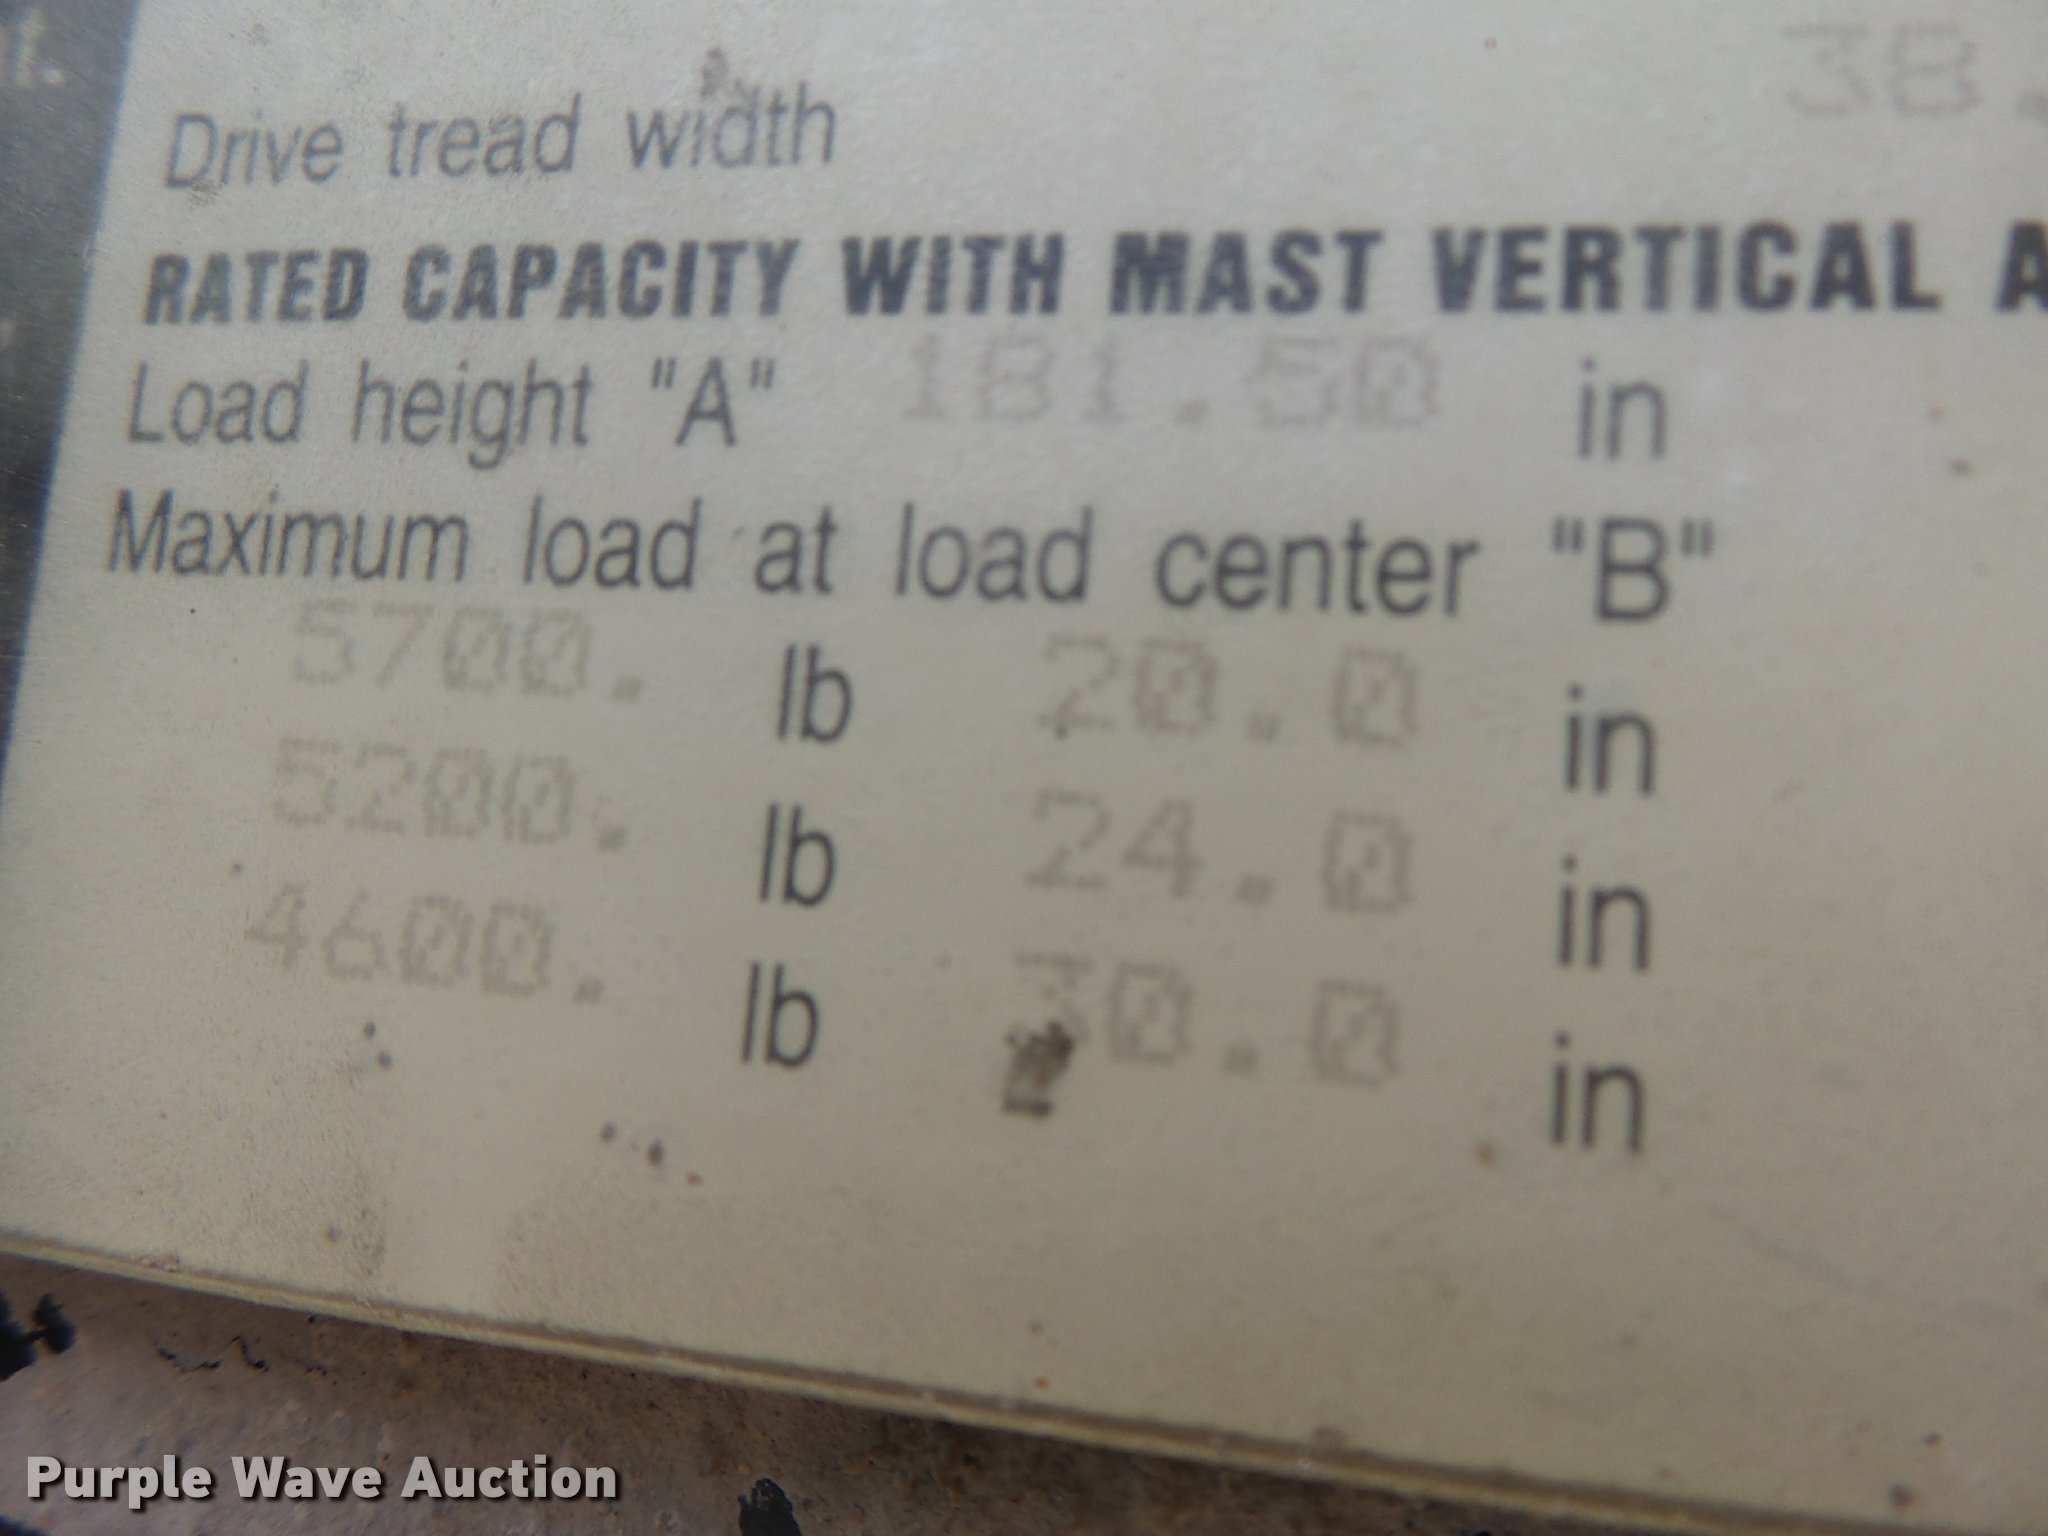 t.
38.
Drive tread width
RATED CAPACITY WITH MAST VERTICAL A
Load height "A" 181.50 in
Maximum load at load center "B"
5700. lb 20.0 in
5200. lb 24.0 in
4600. lb 30.0 in
Purple Wave Auction